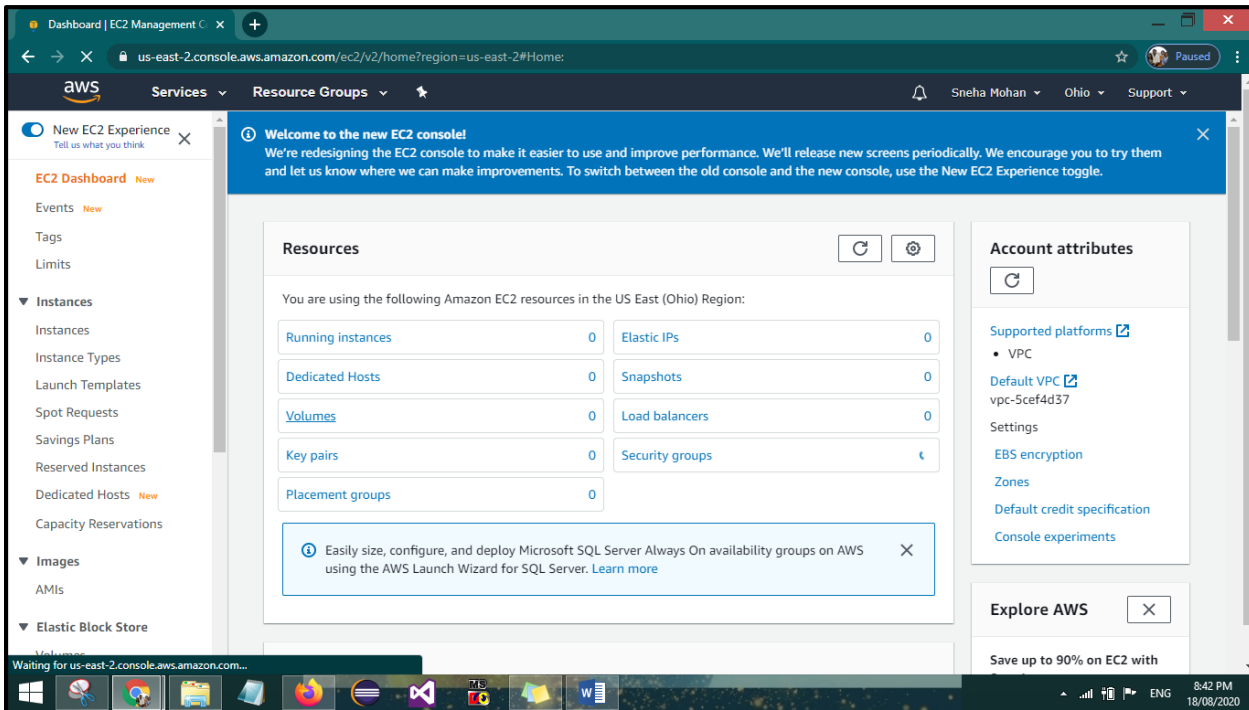 Dashboard | EC2 Management C
us-east-2.console.aws.amazon.com/ec2/v2/home?region=us-east-2#Home:
Paused
aws
Services
Resource Groups
Sneha Mohan
Ohio
Support
New EC2 Experience
Tell us what you think
EC2 Dashboard New
Events New
Tags
Limits
Instances
Instances
Instance Types
Launch Templates
Spot Requests
Savings Plans
Reserved Instances
Dedicated Hosts New
Capacity Reservations
Images
AMIs
Elastic Block Store
Volumes
Waiting for us-east-2.console.aws.amazon.com...
Welcome to the new EC2 console!
We're redesigning the EC2 console to make it easier to use and improve performance. We'll release new screens periodically. We encourage you to try them
and let us know where we can make improvements. To switch between the old console and the new console, use the New EC2 Experience toggle.
Resources
You are using the following Amazon EC2 resources in the US East (Ohio) Region:
Running instances 0
Elastic IPs 0
Dedicated Hosts 0
Snapshots 0
Volumes 0
Load balancers 0
Key pairs 0
Security groups
Placement groups 0
Easily size, configure, and deploy Microsoft SQL Server Always On availability groups on AWS
using the AWS Launch Wizard for SQL Server. Learn more
Account attributes
Supported platforms
• VPC
Default VPC
vpc-5cef4d37
Settings
EBS encryption
Zones
Default credit specification
Console experiments
Explore AWS
Save up to 90% on EC2 with
MS
ENG
8:42 PM
18/08/2020